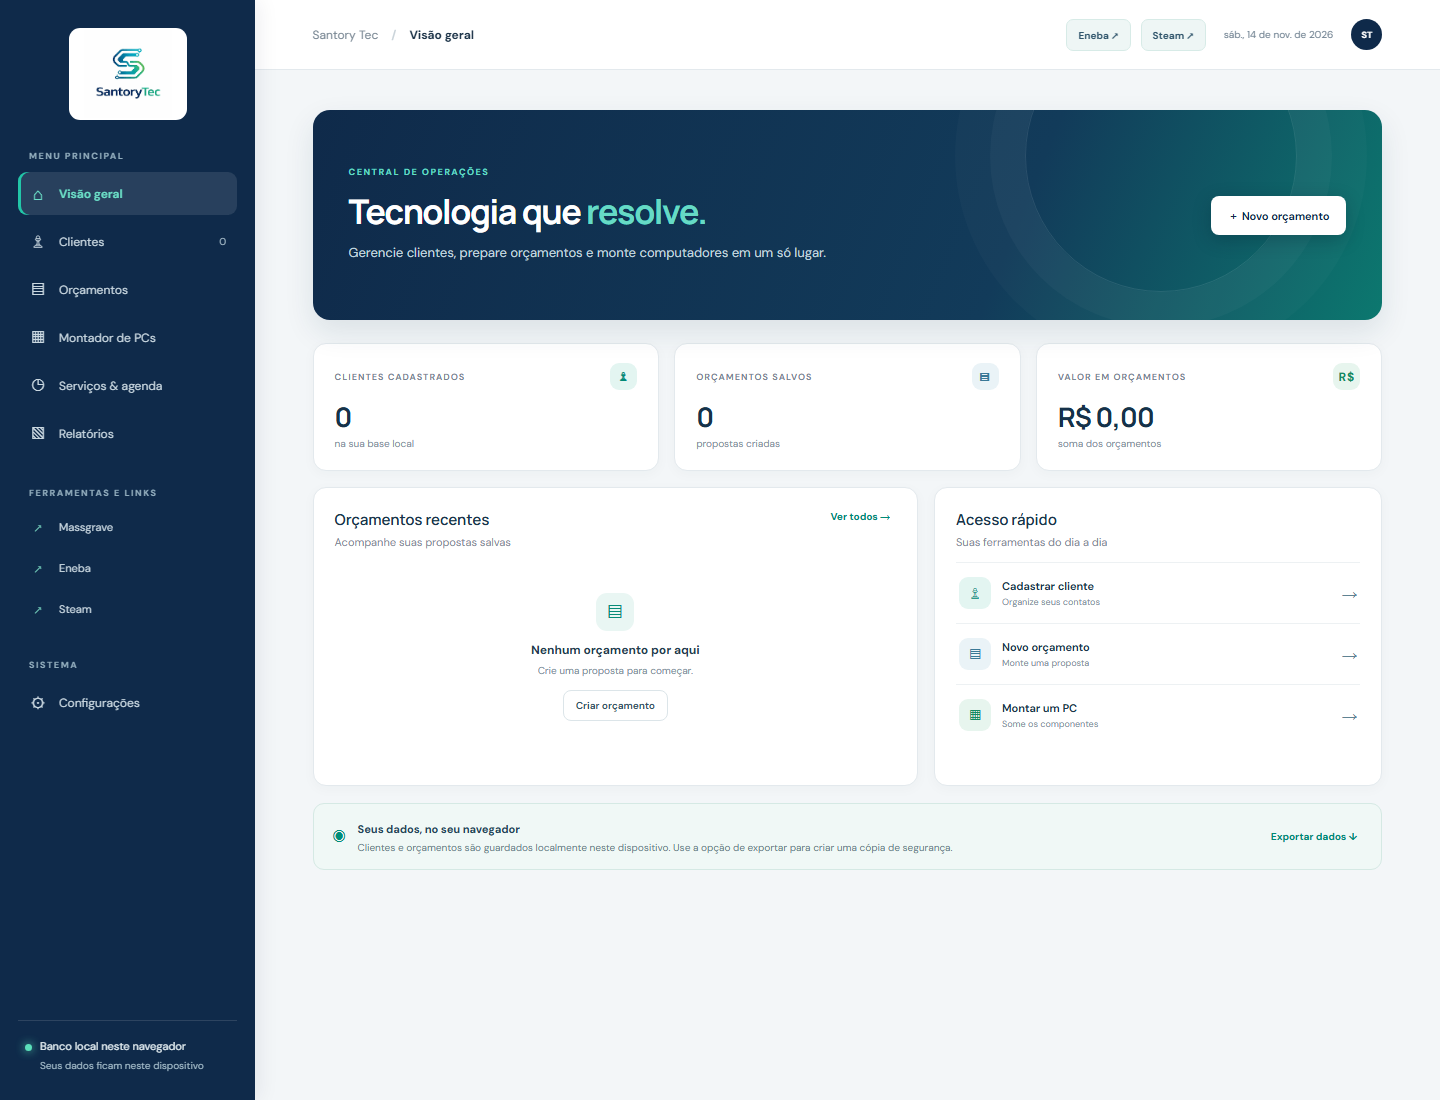 SantoryTec
MENU PRINCIPAL
Visão geral
Clientes 0
Orçamentos
Montador de PCs
Serviços & agenda
Relatórios
FERRAMENTAS E LINKS
↗ Massgrave
↗ Eneba
↗ Steam
SISTEMA
Configurações
Banco local neste navegador
Seus dados ficam neste dispositivo
Santory Tec / Visão geral
Eneba ↗ Steam ↗ sáb., 14 de nov. de 2026 ST
CENTRAL DE OPERAÇÕES
Tecnologia que resolve.
Gerencie clientes, prepare orçamentos e monte computadores em um só lugar.
+ Novo orçamento
CLIENTES CADASTRADOS
0
na sua base local
ORÇAMENTOS SALVOS
0
propostas criadas
VALOR EM ORÇAMENTOS R$
R$ 0,00
soma dos orçamentos
Orçamentos recentes Ver todos →
Acompanhe suas propostas salvas
Nenhum orçamento por aqui
Crie uma proposta para começar.
Criar orçamento
Acesso rápido
Suas ferramentas do dia a dia
Cadastrar cliente →
Organize seus contatos
Novo orçamento →
Monte uma proposta
Montar um PC →
Some os componentes
Seus dados, no seu navegador
Clientes e orçamentos são guardados localmente neste dispositivo. Use a opção de exportar para criar uma cópia de segurança.
Exportar dados ↓